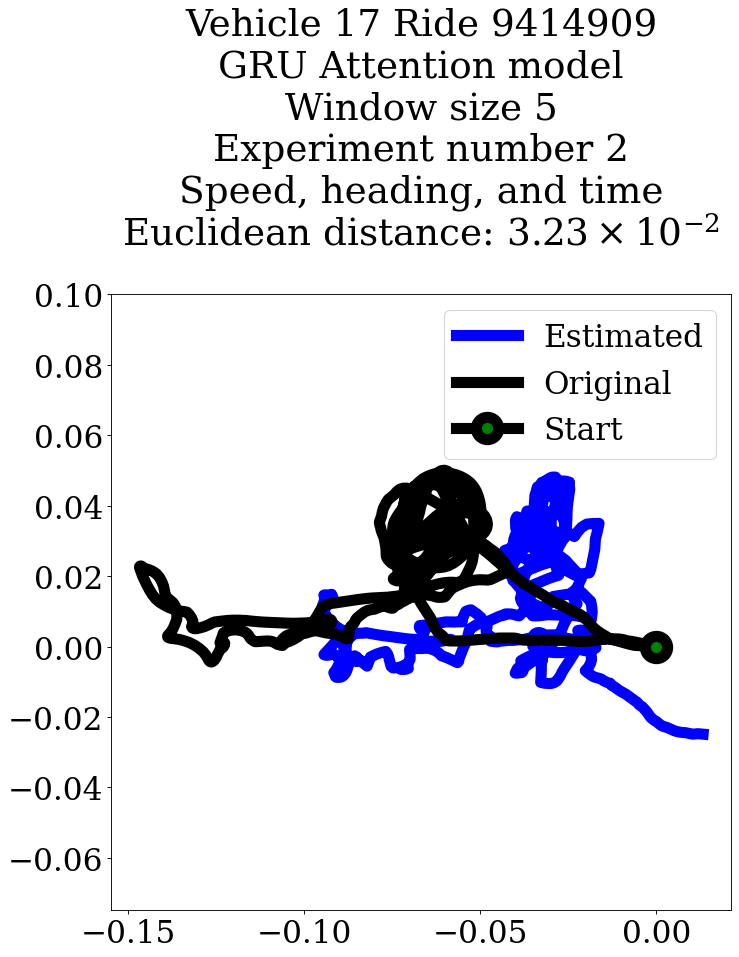 Vehicle 17 Ride 9414909
GRU Attention model
Window size 5
Experiment number 2
Speed, heading, and time
Euclidean distance: 3.23 × 10⁻²
Estimated
Original
Start
0.10
0.08
0.06
0.04
0.02
0.00
−0.02
−0.04
−0.06
−0.15 −0.10 −0.05 0.00